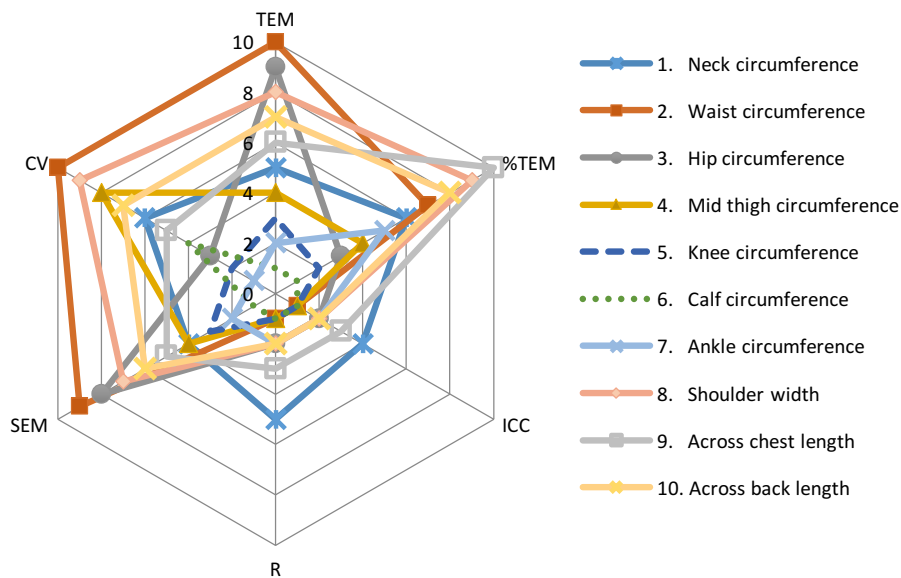 TEM
10
8
6
4
2
0
%TEM
ICC
R
SEM
CV
1. Neck circumference
2. Waist circumference
3. Hip circumference
4. Mid thigh circumference
5. Knee circumference
6. Calf circumference
7. Ankle circumference
8. Shoulder width
9. Across chest length
10. Across back length